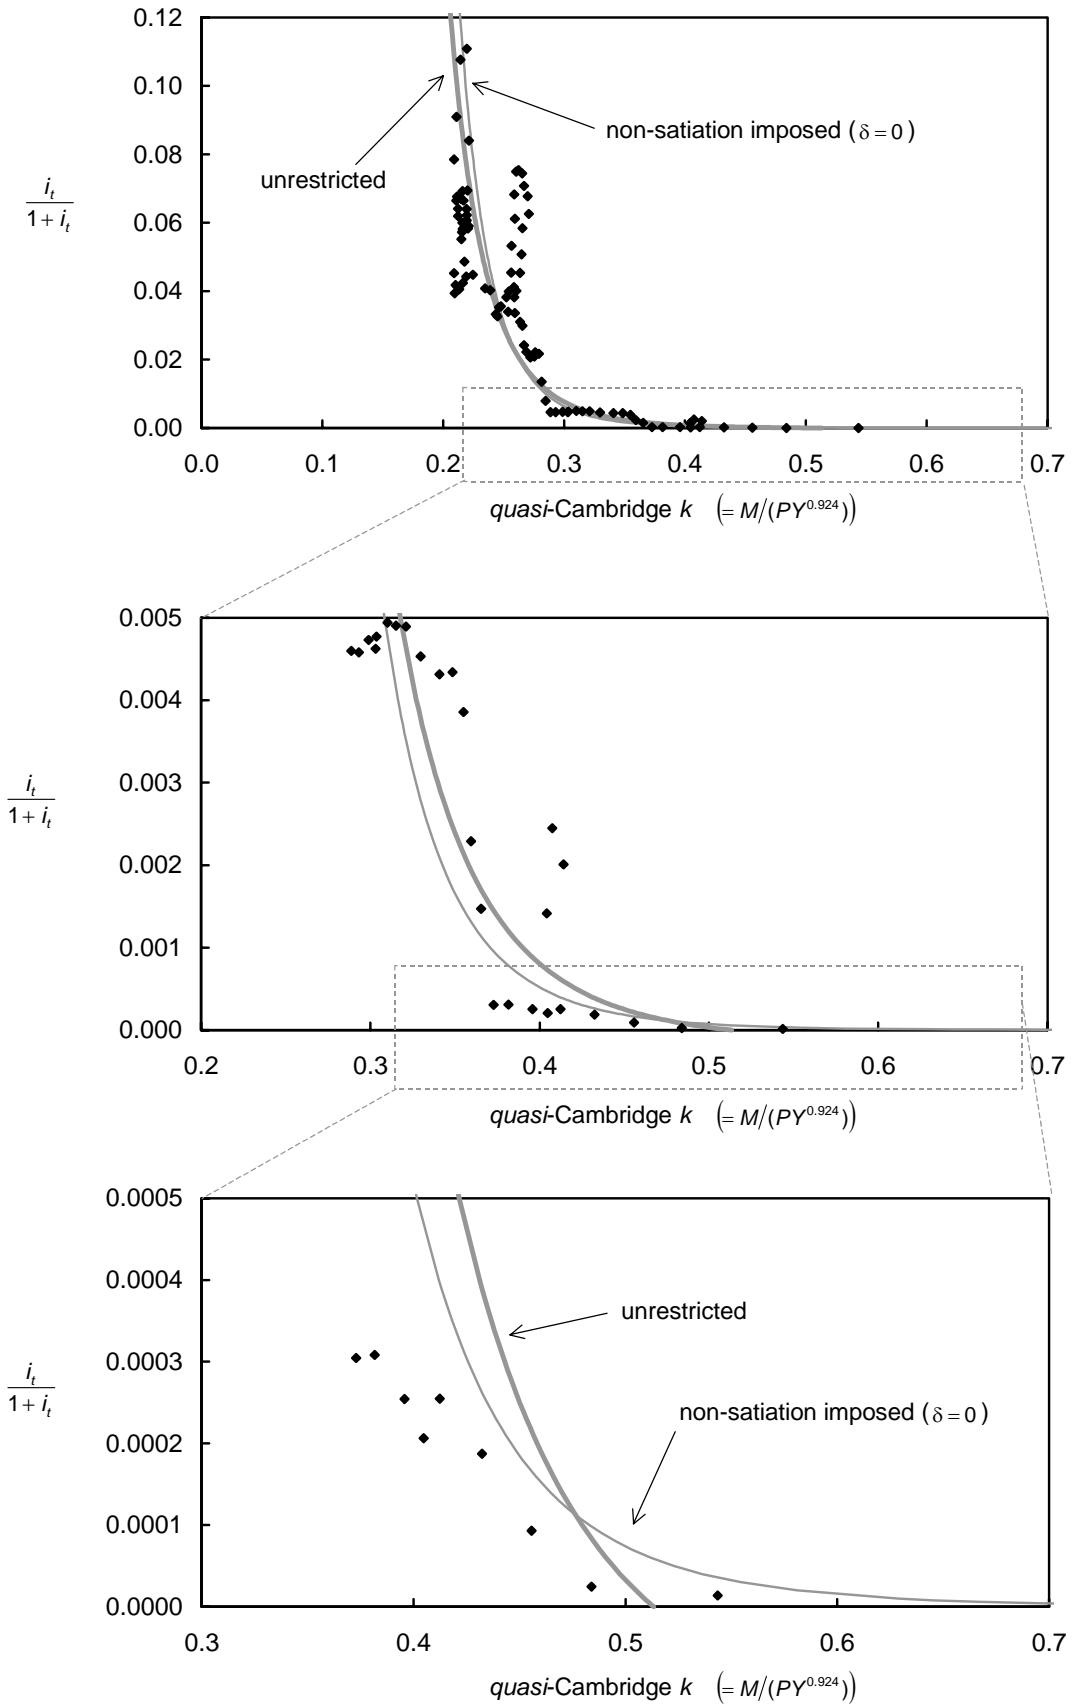 0.12
0.10
non-satiation imposed ( δ = 0 )
0.08
unrestricted
i_t / 1 + i_t
0.06
0.04
0.02
0.00
0.0 0.1 0.2 0.3 0.4 0.5 0.6 0.7
quasi-Cambridge k (= M/(PY^0.924))
0.005
0.004
0.003
i_t / 1 + i_t
0.002
0.001
0.000
0.2 0.3 0.4 0.5 0.6 0.7
quasi-Cambridge k (= M/(PY^0.924))
0.0005
0.0004
unrestricted
0.0003
i_t / 1 + i_t
non-satiation imposed ( δ = 0 )
0.0002
0.0001
0.0000
0.3 0.4 0.5 0.6 0.7
quasi-Cambridge k (= M/(PY^0.924))